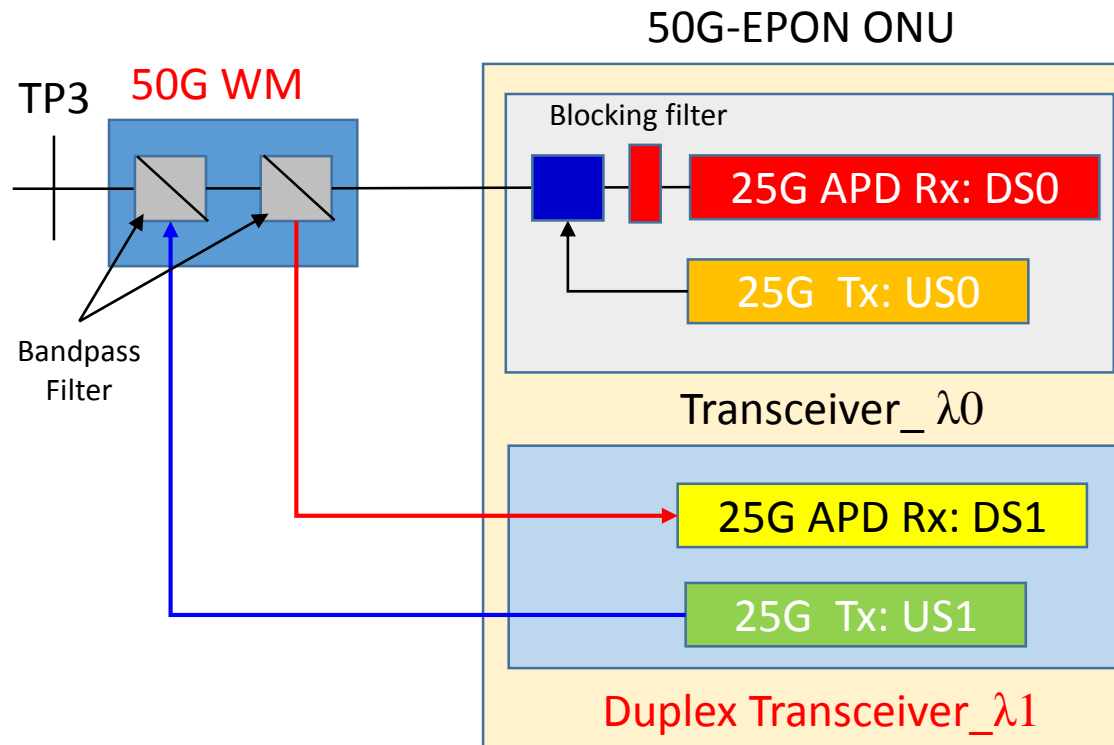 50G-EPON ONU
TP3
50G WM
Blocking filter
25G APD Rx: DS0
25G  Tx: US0
Bandpass
Filter
Transceiver_ λ0
25G APD Rx: DS1
25G  Tx: US1
Duplex Transceiver_λ1